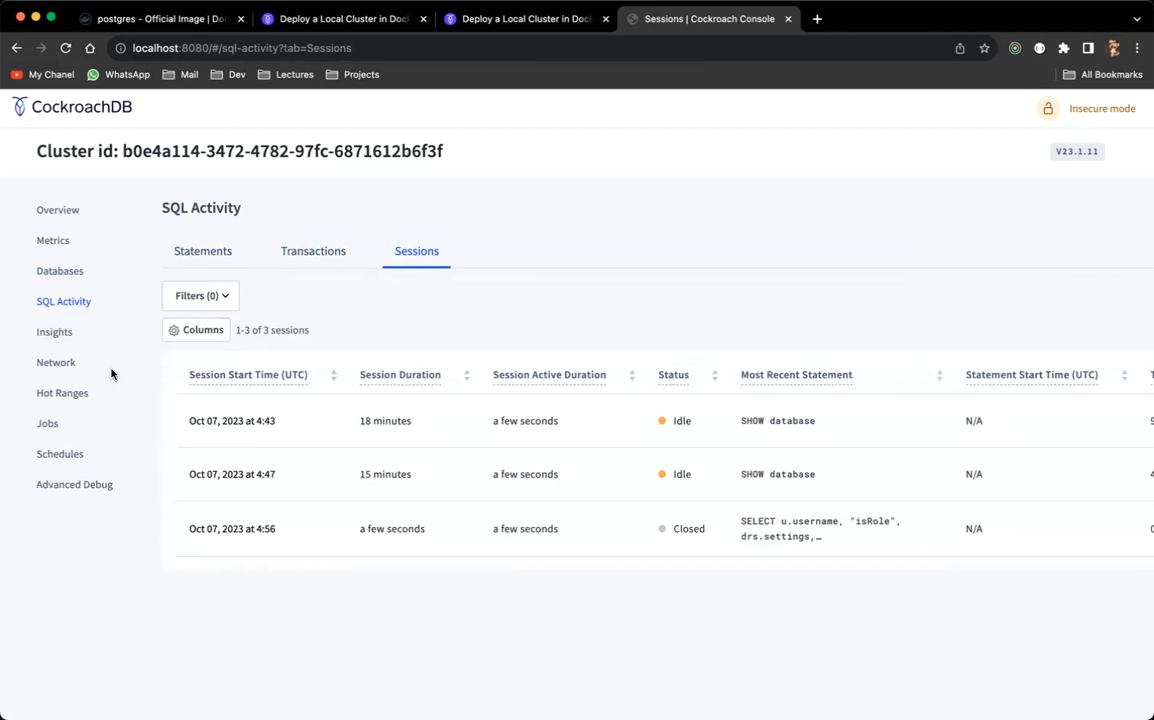 postgres - Official Image | Do
Deploy a Local Cluster in Dock
Deploy a Local Cluster in Dock
Sessions | Cockroach Console
localhost:8080/#/sql-activity?tab=Sessions
My Chanel
WhatsApp
Mail
Dev
Lectures
Projects
All Bookmarks
CockroachDB
Insecure mode
Cluster id: b0e4a114-3472-4782-97fc-6871612b6f3f
V23.1.11
Overview
Metrics
Databases
SQL Activity
Insights
Network
Hot Ranges
Jobs
Schedules
Advanced Debug
SQL Activity
Statements
Transactions
Sessions
Filters (0)
Columns
1-3 of 3 sessions
Session Start Time (UTC)
Session Duration
Session Active Duration
Status
Most Recent Statement
Statement Start Time (UTC)
Oct 07, 2023 at 4:43
18 minutes
a few seconds
Idle
SHOW database
N/A
Oct 07, 2023 at 4:47
15 minutes
a few seconds
Idle
SHOW database
N/A
4
Oct 07, 2023 at 4:56
a few seconds
a few seconds
Closed
SELECT u.username, "isRole",
drs.settings,…
N/A